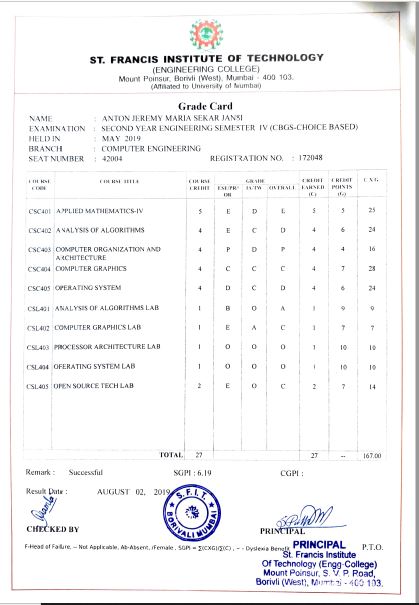 ST. FRANCIS INSTITUTE OF TECHNOLOGY
(ENGINEERING COLLEGE)
Mount Poinsur, Borivli (West), Mumbai - 400 103.
(Affiliated to University of Mumbai)
Grade Card
NAME : ANTON JEREMY MARIA SEKAR JANSI
EXAMINATION : SECOND YEAR ENGINEERING SEMESTER IV (CBGS-CHOICE BASED)
HELD IN : MAY 2019
BRANCH : COMPUTER ENGINEERING
SEAT NUMBER : 42004 REGISTRATION NO. : 172048
COURSE CODE COURSE TITLE COURSE CREDIT GRADE ESE/PR/OR IA/TW OVERALL CREDIT EARNED (C) CREDIT POINTS (G) CXG
CSC401 APPLIED MATHEMATICS-IV 5 E D E 5 5 25
CSC402 ANALYSIS OF ALGORITHMS 4 E C D 4 6 24
CSC403 COMPUTER ORGANIZATION AND ARCHITECTURE 4 P D P 4 4 16
CSC404 COMPUTER GRAPHICS 4 C C C 4 7 28
CSC405 OPERATING SYSTEM 4 D C D 4 6 24
CSL401 ANALYSIS OF ALGORITHMS LAB 1 B O A 1 9 9
CSL402 COMPUTER GRAPHICS LAB 1 E A C 1 7 7
CSL403 PROCESSOR ARCHITECTURE LAB 1 O O O 1 10 10
CSL404 OPERATING SYSTEM LAB 1 O O O 1 10 10
CSL405 OPEN SOURCE TECH LAB 2 E O C 2 7 14
TOTAL 27 27 -- 167.00
Remark : Successful SGPI : 6.19 CGPI :
Result Date : AUGUST 02, 2019
S.F.I.T.
BORIVALI MUMBAI
CHECKED BY PRINCIPAL
F-Head of Failure, -- Not Applicable, Ab-Absent, /Female, SGPI = ∑(CXG)/∑(C), ~ - Dyslexia Benefit P.T.O.
PRINCIPAL
St. Francis Institute
Of Technology (Engg-College)
Mount Poinsur, S. V. P. Road,
Borivli (West), Mumbai - 400 103.